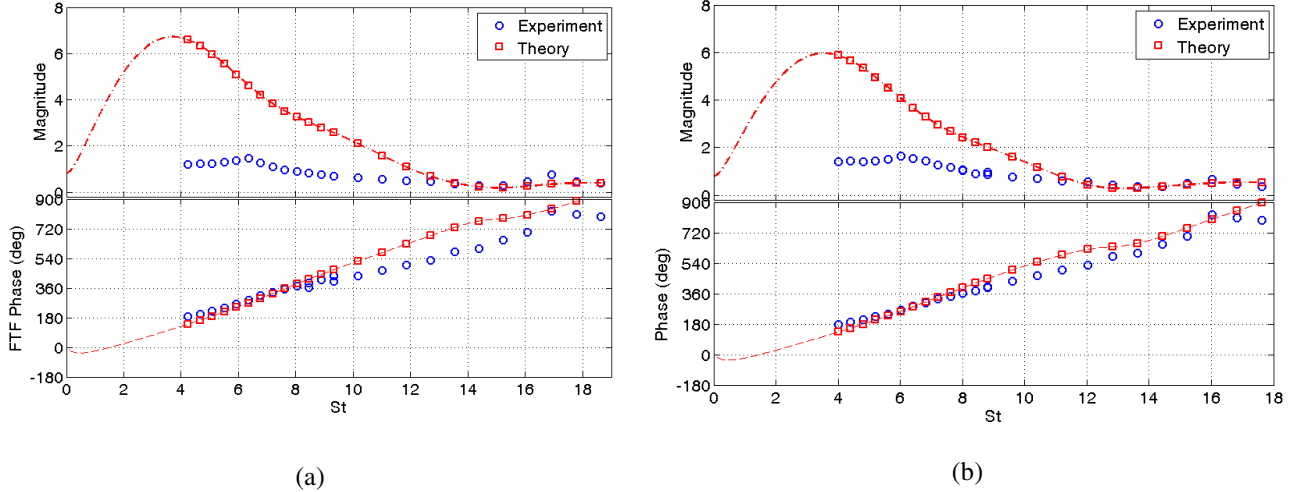 8
6
4
2
0
Magnitude
Experiment
Theory
900
720
540
360
180
0
-180
FTF Phase (deg)
0 2 4 6 8 10 12 14 16 18
St
(a)
8
6
4
2
0
Magnitude
Experiment
Theory
900
720
540
360
180
0
-180
Phase (deg)
0 2 4 6 8 10 12 14 16 18
St
(b)